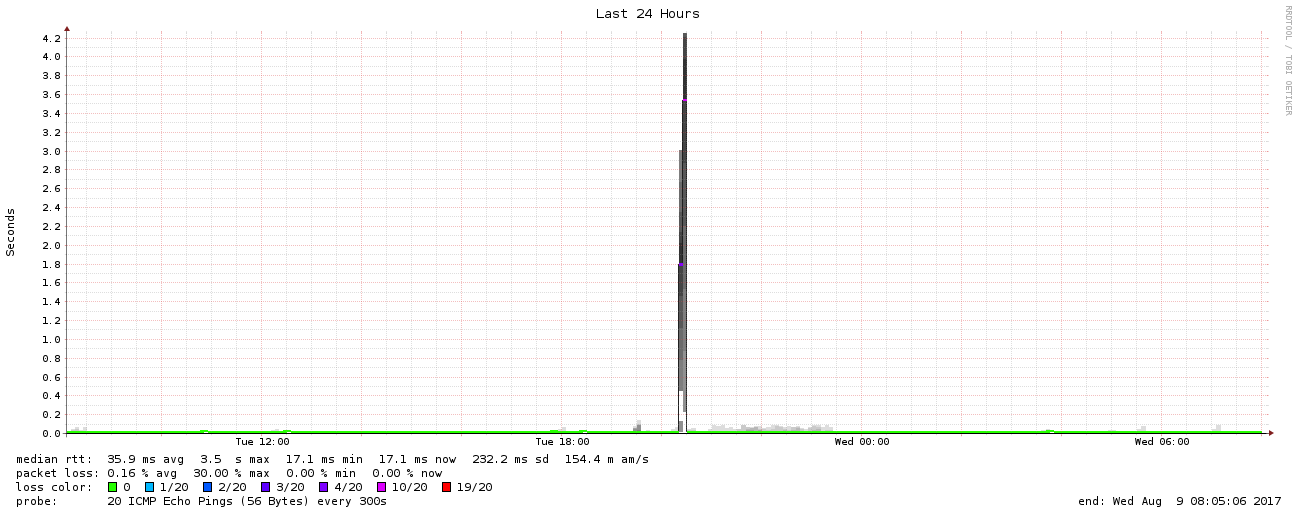 Last 24 Hours
RRDTOOL / TOBI OETIKER
Seconds
4.2
4.0
3.8
3.6
3.4
3.2
3.0
2.8
2.6
2.4
2.2
2.0
1.8
1.6
1.4
1.2
1.0
0.8
0.6
0.4
0.2
0.0
Tue 12:00 Tue 18:00 Wed 00:00 Wed 06:00
median rtt: 35.9 ms avg 3.5 s max 17.1 ms min 17.1 ms now 232.2 ms sd 154.4 m am/s
packet loss: 0.16 % avg 30.00 % max 0.00 % min 0.00 % now
loss color: 0 1/20 2/20 3/20 4/20 10/20 19/20
probe: 20 ICMP Echo Pings (56 Bytes) every 300s end: Wed Aug 9 08:05:06 2017